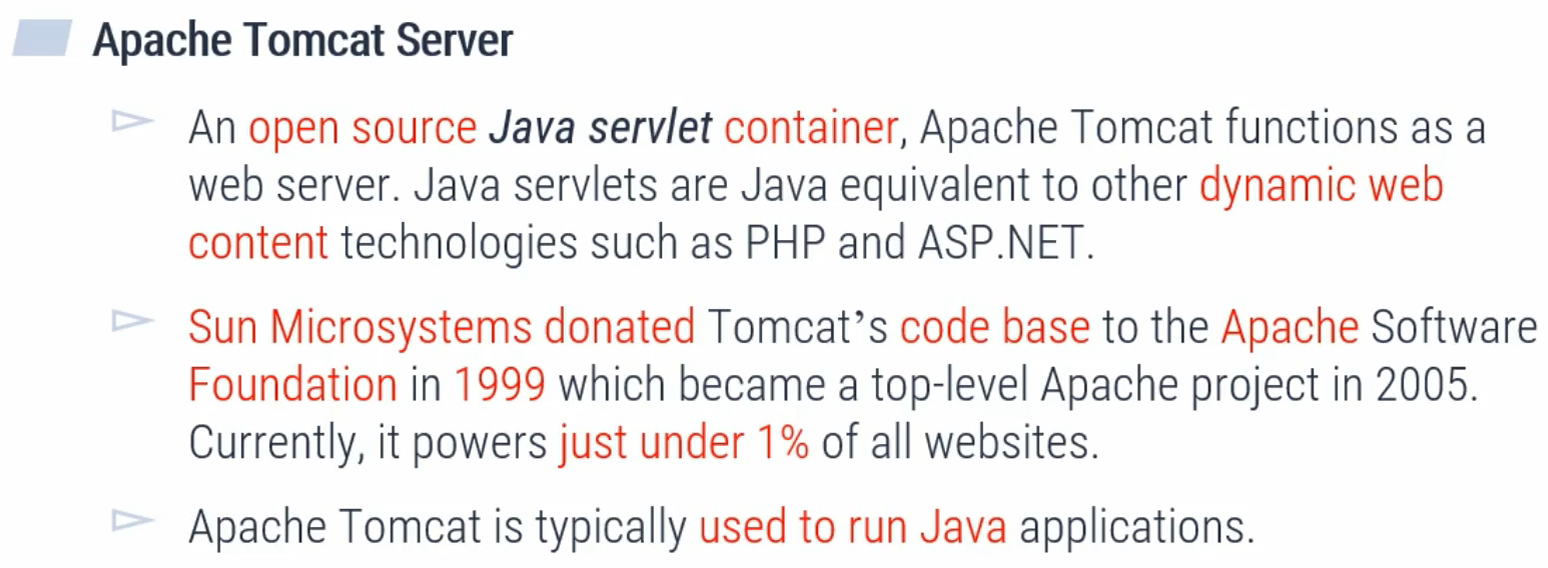 Apache Tomcat Server
An open source Java servlet container, Apache Tomcat functions as a
web server. Java servlets are Java equivalent to other dynamic web
content technologies such as PHP and ASP.NET.
Sun Microsystems donated Tomcat’s code base to the Apache Software
Foundation in 1999 which became a top-level Apache project in 2005.
Currently, it powers just under 1% of all websites.
Apache Tomcat is typically used to run Java applications.